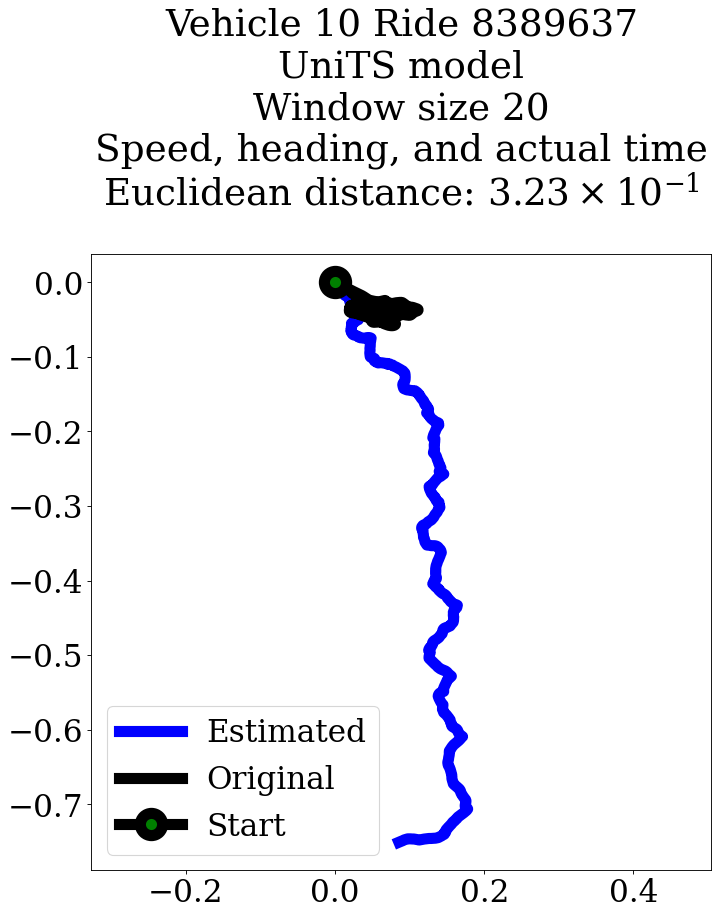 Vehicle 10 Ride 8389637
UniTS model
Window size 20
Speed, heading, and actual time
Euclidean distance: 3.23 × 10⁻¹
0.0
−0.1
−0.2
−0.3
−0.4
−0.5
−0.6
−0.7
Estimated
Original
Start
−0.2 0.0 0.2 0.4